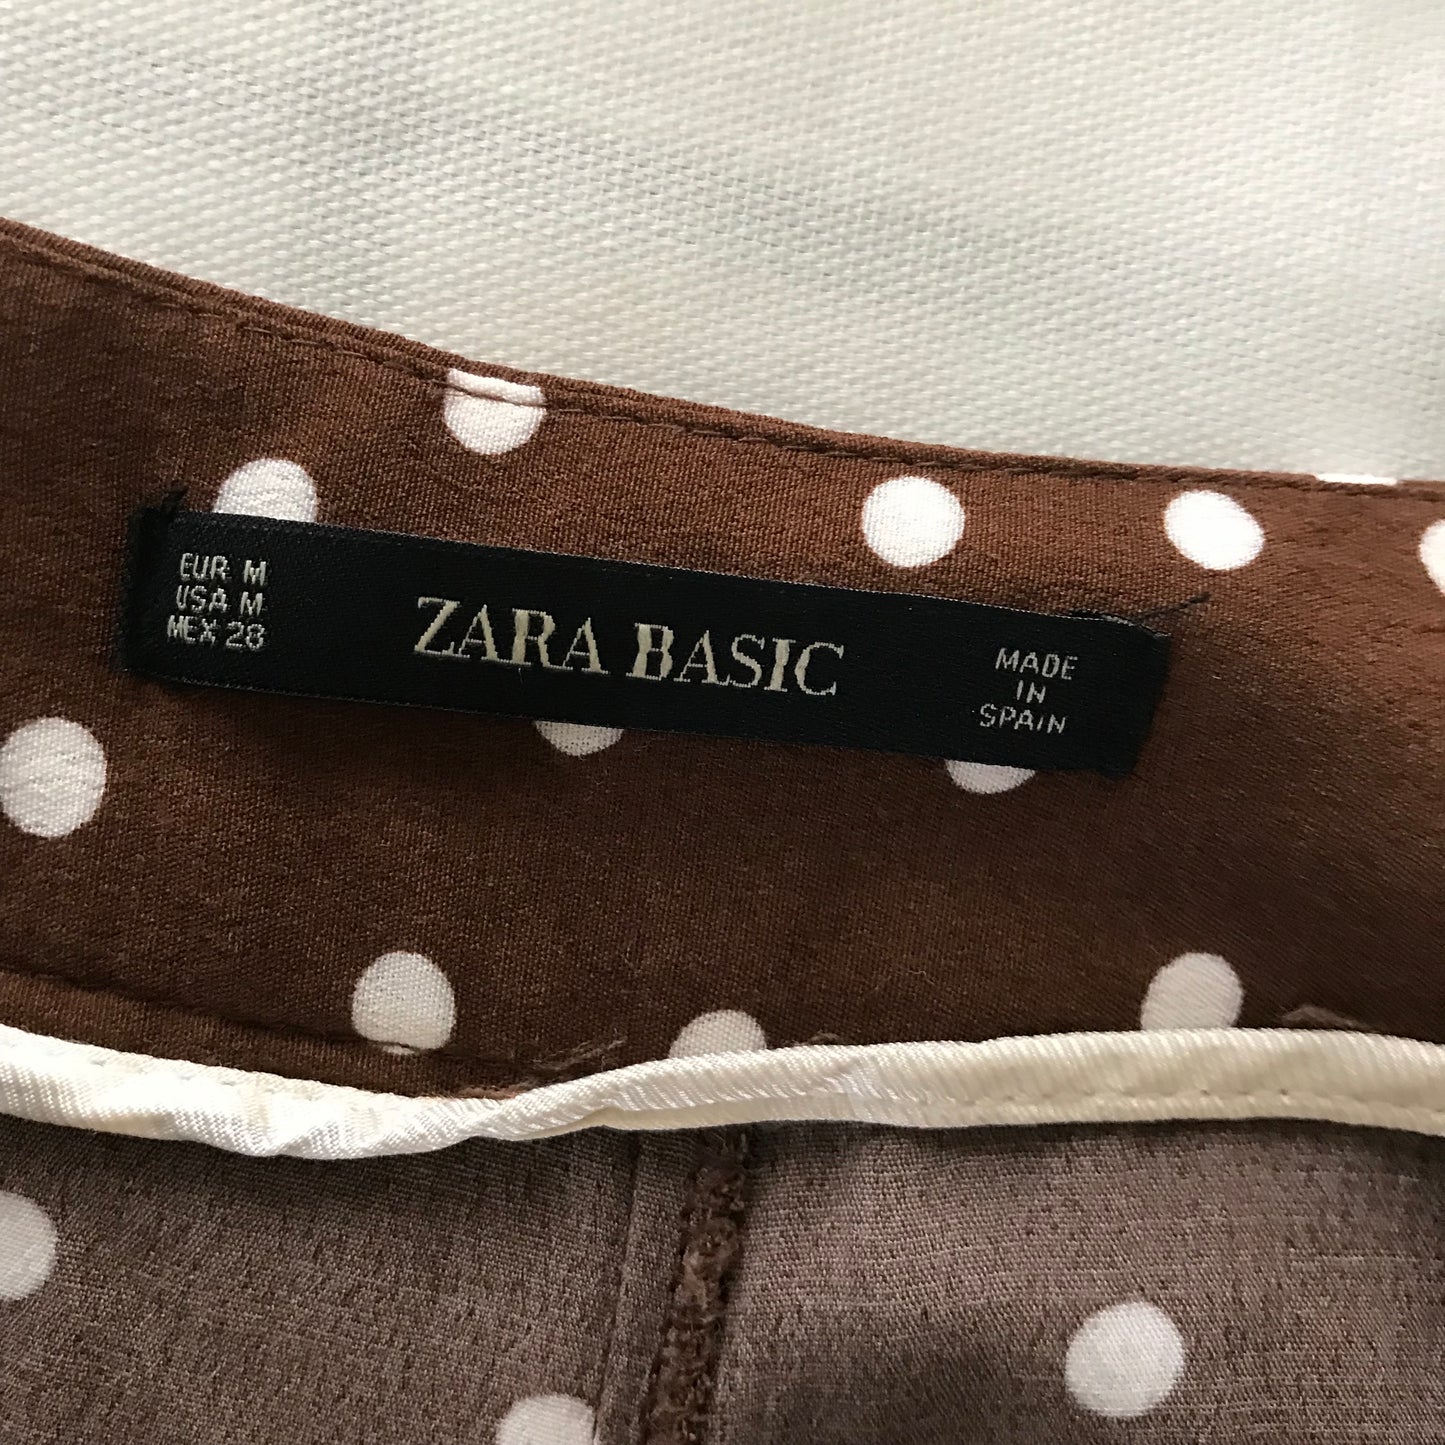 EUR M
USA M
MEX 28
ZARA BASIC
MADE
IN
SPAIN